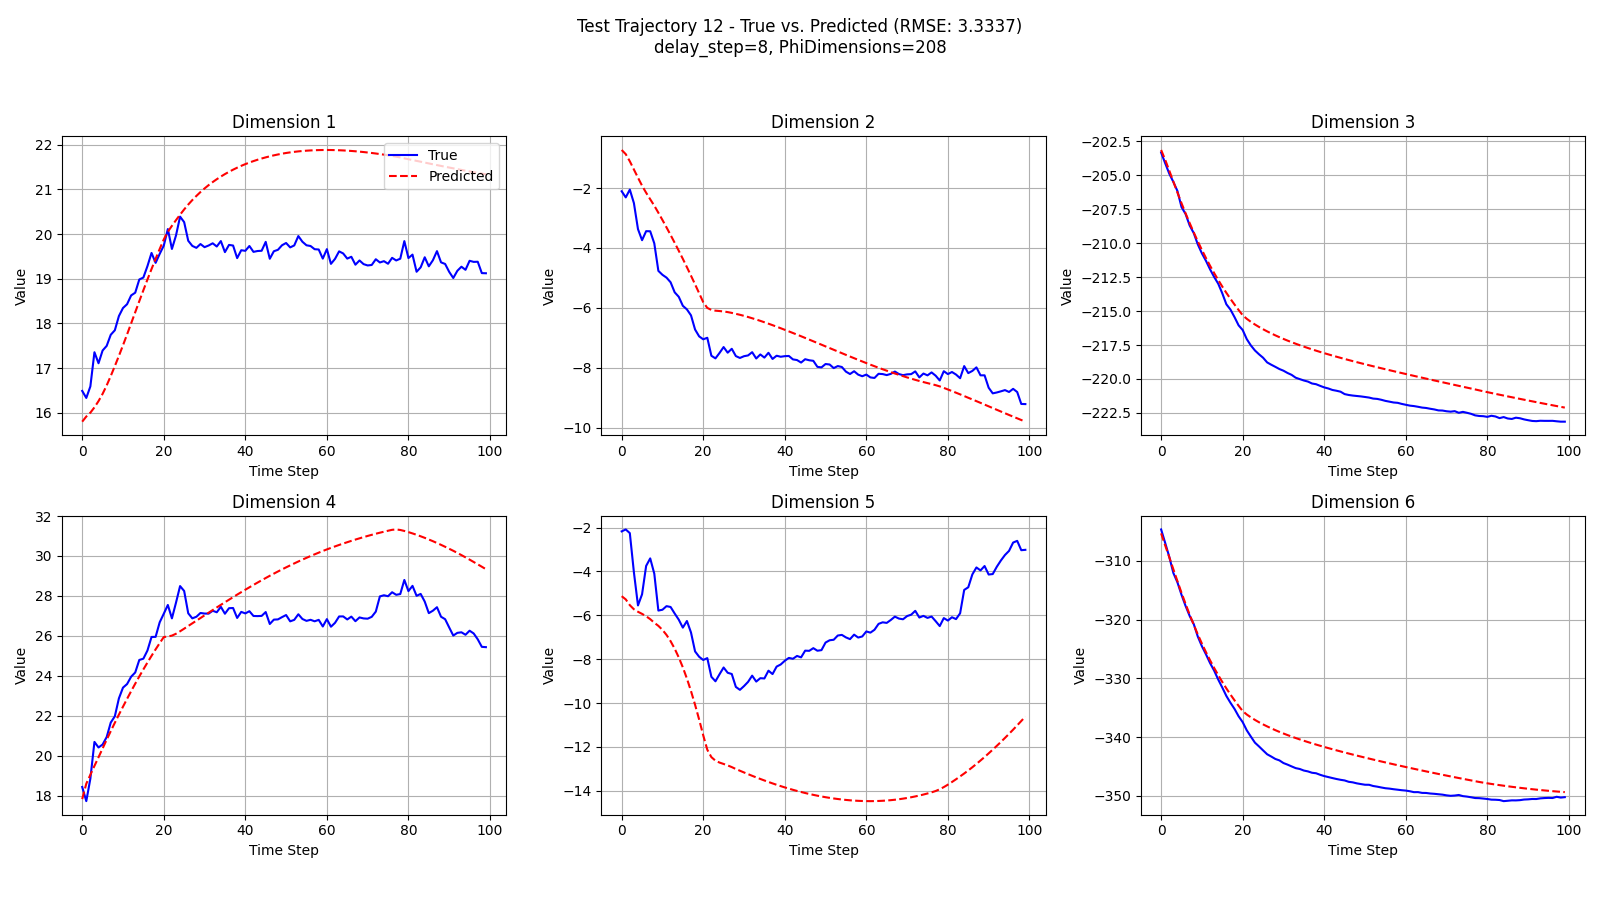 Test Trajectory 12 - True vs. Predicted (RMSE: 3.3337)
delay_step=8, PhiDimensions=208
Dimension 1
22
21
20
19
18
17
16
Value
0 20 40 60 80 100
Time Step
True
Predicted
Dimension 2
−2
−4
−6
−8
−10
Value
0 20 40 60 80 100
Time Step
Dimension 3
−202.5
−205.0
−207.5
−210.0
−212.5
−215.0
−217.5
−220.0
−222.5
Value
0 20 40 60 80 100
Time Step
Dimension 4
32
30
28
26
24
22
20
18
Value
0 20 40 60 80 100
Time Step
Dimension 5
−2
−4
−6
−8
−10
−12
−14
Value
0 20 40 60 80 100
Time Step
Dimension 6
−310
−320
−330
−340
−350
Value
0 20 40 60 80 100
Time Step